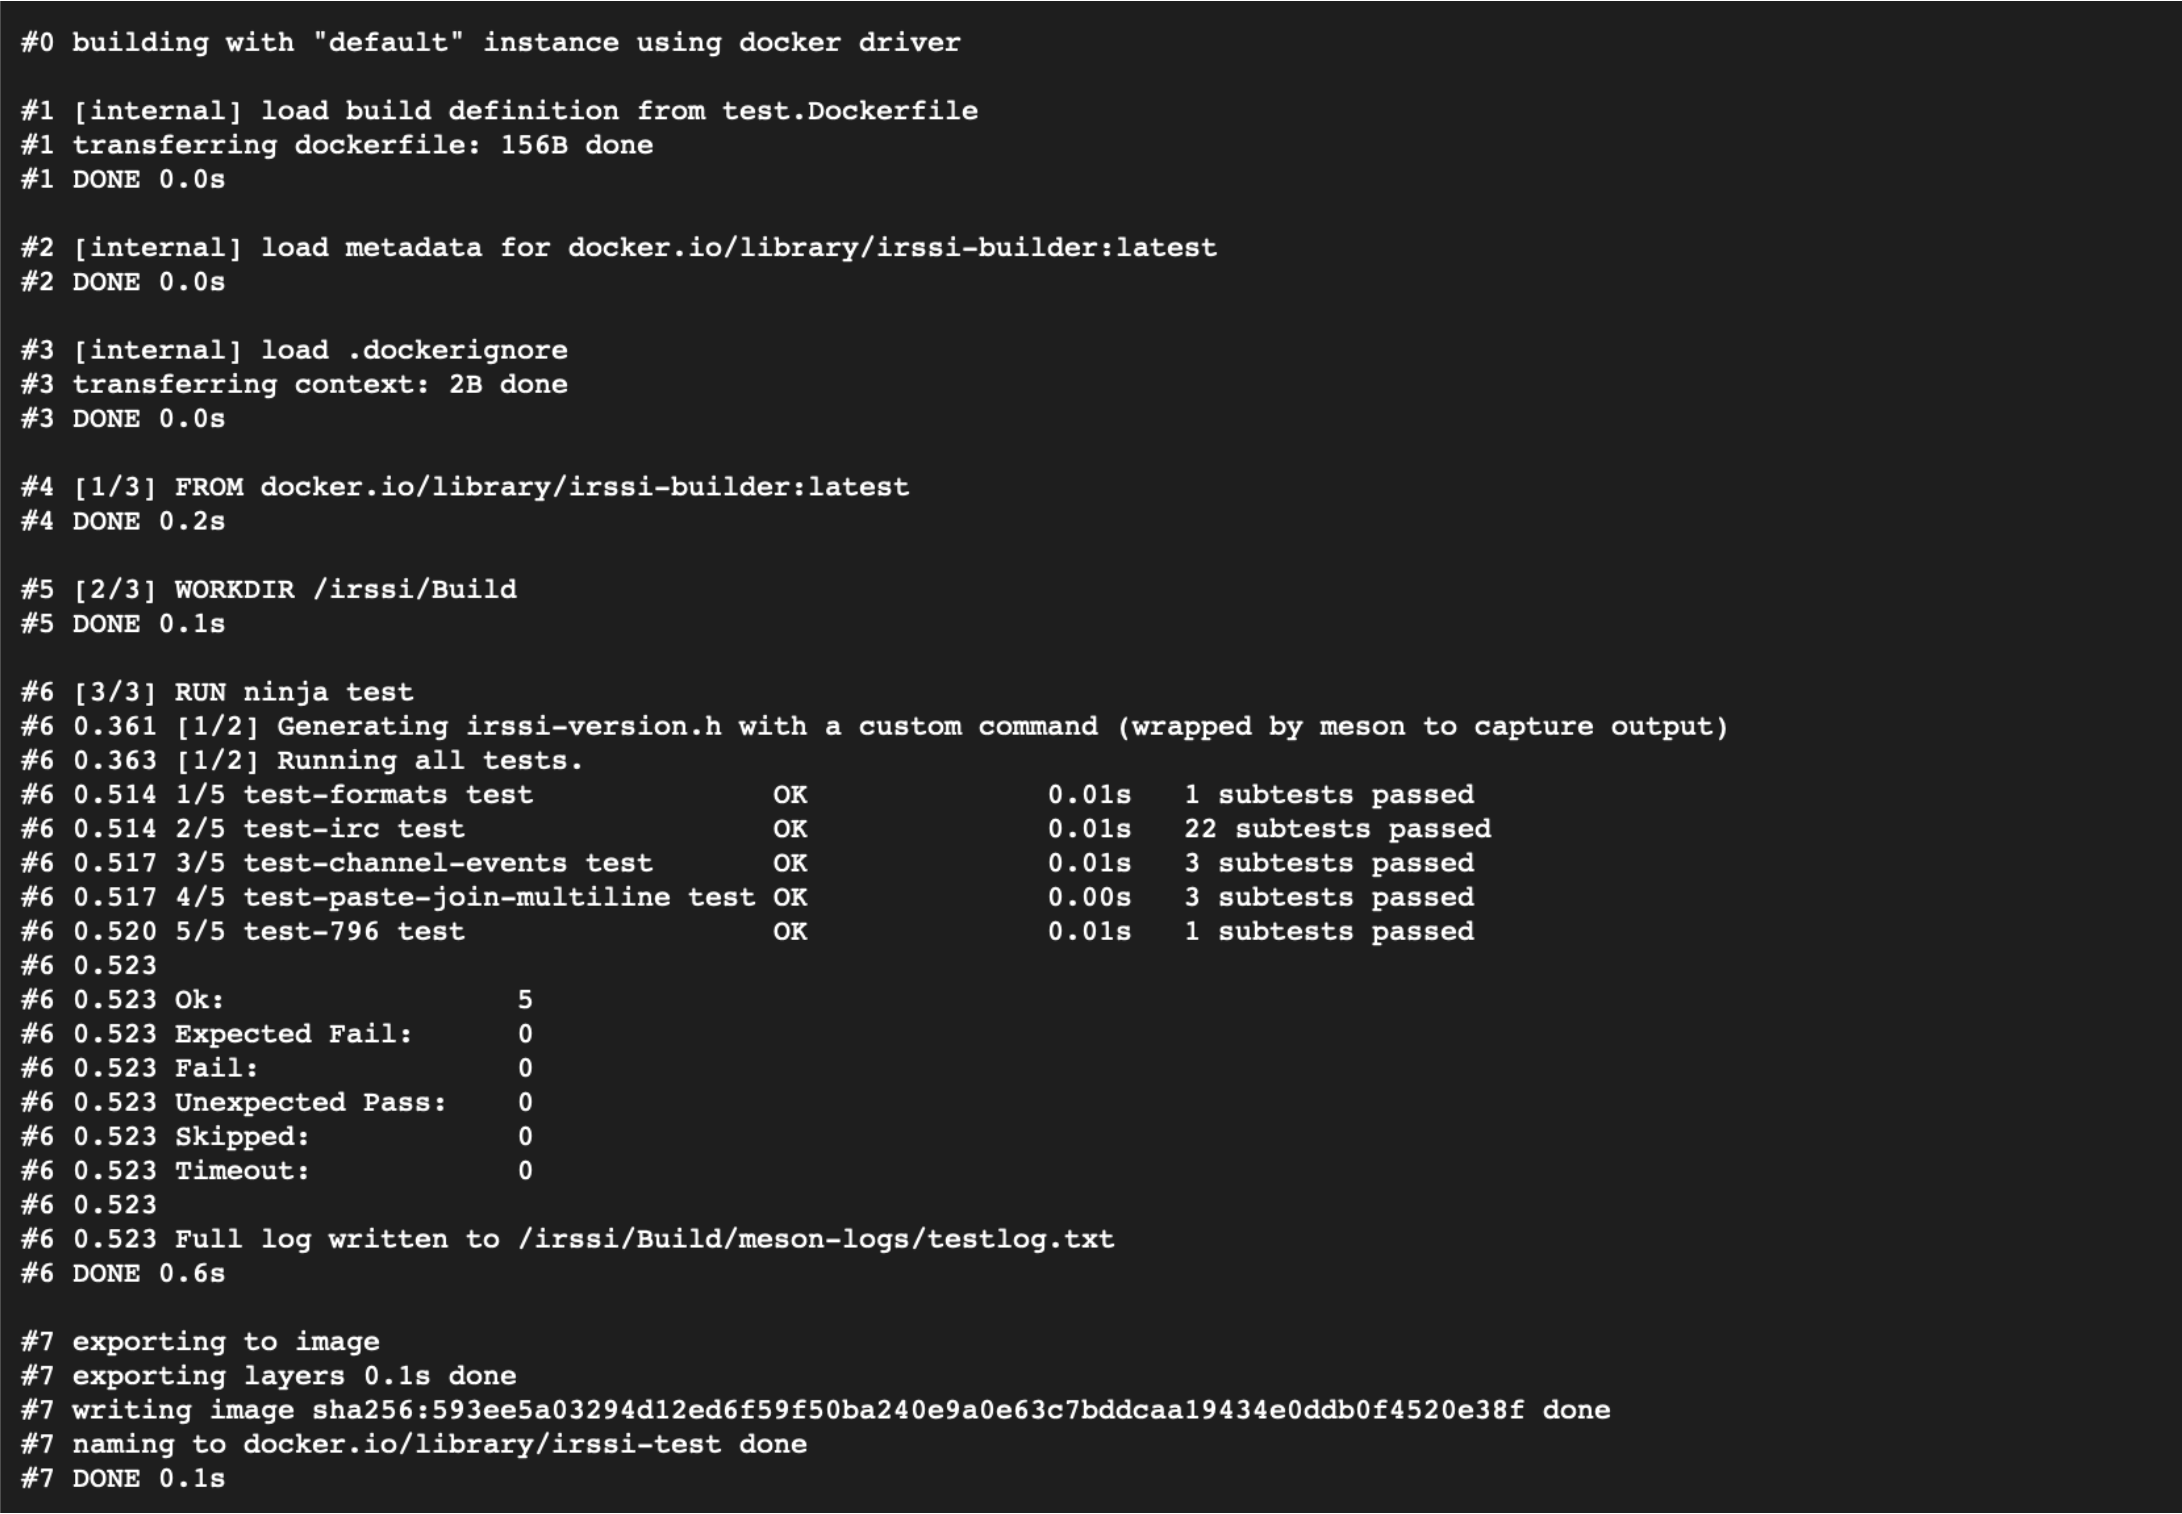 #0 building with "default" instance using docker driver

#1 [internal] load build definition from test.Dockerfile
#1 transferring dockerfile: 156B done
#1 DONE 0.0s

#2 [internal] load metadata for docker.io/library/irssi-builder:latest
#2 DONE 0.0s

#3 [internal] load .dockerignore
#3 transferring context: 2B done
#3 DONE 0.0s

#4 [1/3] FROM docker.io/library/irssi-builder:latest
#4 DONE 0.2s

#5 [2/3] WORKDIR /irssi/Build
#5 DONE 0.1s

#6 [3/3] RUN ninja test
#6 0.361 [1/2] Generating irssi-version.h with a custom command (wrapped by meson to capture output)
#6 0.363 [1/2] Running all tests.
#6 0.514 1/5 test-formats test              OK              0.01s   1 subtests passed
#6 0.514 2/5 test-irc test                  OK              0.01s   22 subtests passed
#6 0.517 3/5 test-channel-events test       OK              0.01s   3 subtests passed
#6 0.517 4/5 test-paste-join-multiline test OK              0.00s   3 subtests passed
#6 0.520 5/5 test-796 test                  OK              0.01s   1 subtests passed
#6 0.523
#6 0.523 Ok:                 5
#6 0.523 Expected Fail:      0
#6 0.523 Fail:               0
#6 0.523 Unexpected Pass:    0
#6 0.523 Skipped:            0
#6 0.523 Timeout:            0
#6 0.523
#6 0.523 Full log written to /irssi/Build/meson-logs/testlog.txt
#6 DONE 0.6s

#7 exporting to image
#7 exporting layers 0.1s done
#7 writing image sha256:593ee5a03294d12ed6f59f50ba240e9a0e63c7bddcaa19434e0ddb0f4520e38f done
#7 naming to docker.io/library/irssi-test done
#7 DONE 0.1s